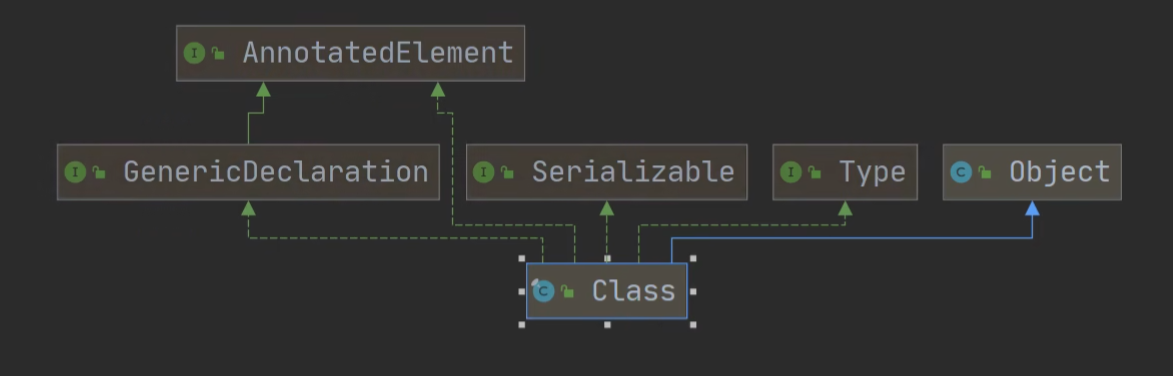 I AnnotatedElement
I GenericDeclaration
I Serializable
I Type
C Object
C Class